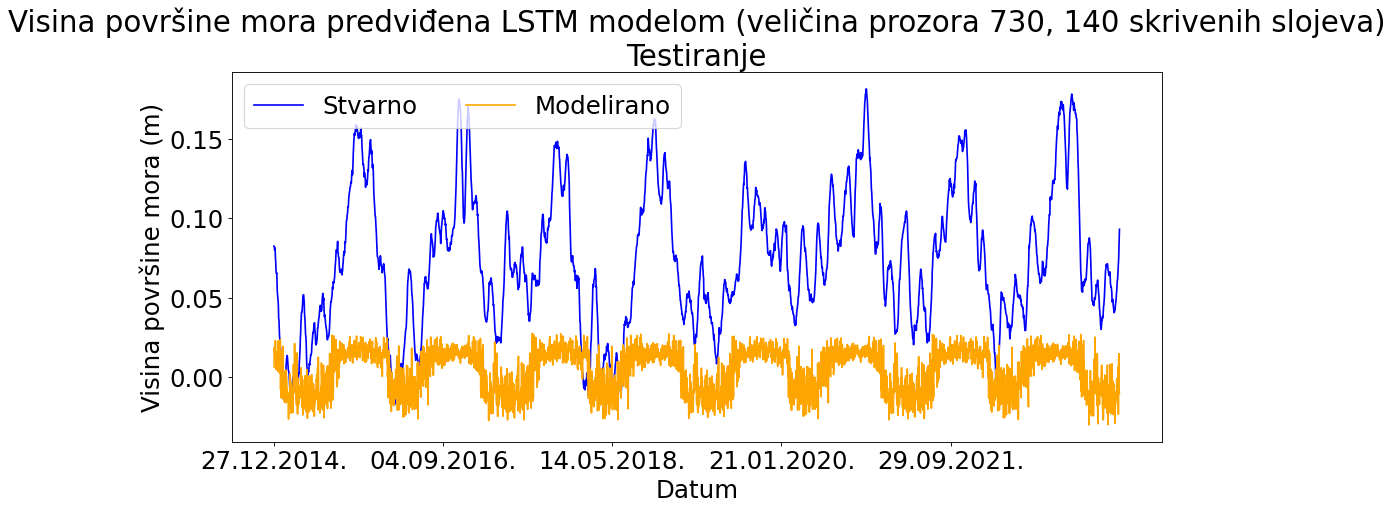 Visina površine mora predviđena LSTM modelom (veličina prozora 730, 140 skrivenih slojeva)
Testiranje
Stvarno
Modelirano
Visina površine mora (m)
0.15
0.10
0.05
0.00
27.12.2014.
04.09.2016.
14.05.2018.
21.01.2020.
29.09.2021.
Datum